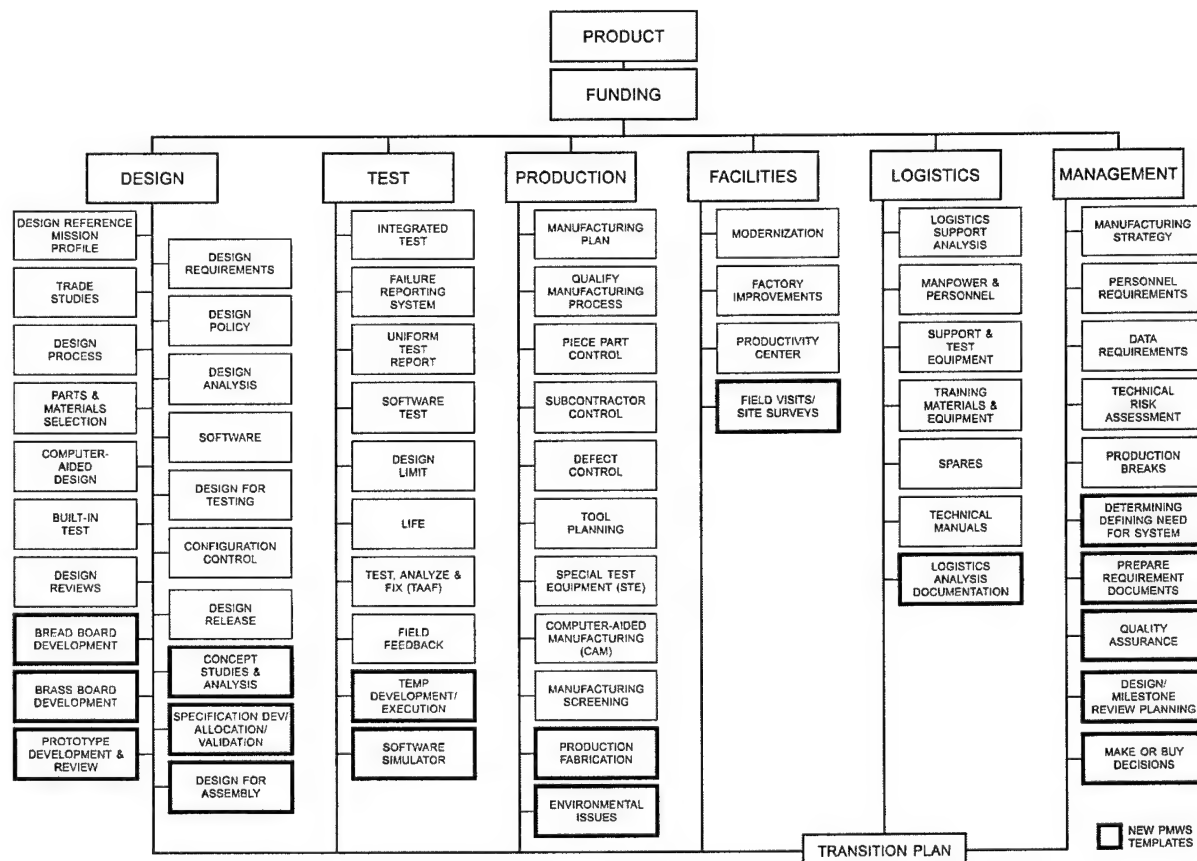 PRODUCT
FUNDING
DESIGN
TEST
PRODUCTION
FACILITIES
LOGISTICS
MANAGEMENT
DESIGN REFERENCE
MISSION
PROFILE
TRADE
STUDIES
DESIGN
PROCESS
PARTS &
MATERIALS
SELECTION
COMPUTER-
AIDED
DESIGN
BUILT-IN
TEST
DESIGN
REVIEWS
BREAD BOARD
DEVELOPMENT
BRASS BOARD
DEVELOPMENT
PROTOTYPE
DEVELOPMENT &
REVIEW
DESIGN
REQUIREMENTS
DESIGN
POLICY
DESIGN
ANALYSIS
SOFTWARE
DESIGN FOR
TESTING
CONFIGURATION
CONTROL
DESIGN
RELEASE
CONCEPT
STUDIES &
ANALYSIS
SPECIFICATION DEV/
ALLOCATION/
VALIDATION
DESIGN FOR
ASSEMBLY
INTEGRATED
TEST
FAILURE
REPORTING
SYSTEM
UNIFORM
TEST
REPORT
SOFTWARE
TEST
DESIGN
LIMIT
LIFE
TEST, ANALYZE &
FIX (TAAF)
FIELD
FEEDBACK
TEMP
DEVELOPMENT/
EXECUTION
SOFTWARE
SIMULATOR
MANUFACTURING
PLAN
QUALIFY
MANUFACTURING
PROCESS
PIECE PART
CONTROL
SUBCONTRACTOR
CONTROL
DEFECT
CONTROL
TOOL
PLANNING
SPECIAL TEST
EQUIPMENT (STE)
COMPUTER-AIDED
MANUFACTURING
(CAM)
MANUFACTURING
SCREENING
PRODUCTION
FABRICATION
ENVIRONMENTAL
ISSUES
MODERNIZATION
FACTORY
IMPROVEMENTS
PRODUCTIVITY
CENTER
FIELD VISITS/
SITE SURVEYS
LOGISTICS
SUPPORT
ANALYSIS
MANPOWER &
PERSONNEL
SUPPORT &
TEST
EQUIPMENT
TRAINING
MATERIALS &
EQUIPMENT
SPARES
TECHNICAL
MANUALS
LOGISTICS
ANALYSIS
DOCUMENTATION
MANUFACTURING
STRATEGY
PERSONNEL
REQUIREMENTS
DATA
REQUIREMENTS
TECHNICAL
RISK
ASSESSMENT
PRODUCTION
BREAKS
DETERMINING
DEFINING NEED
FOR SYSTEM
PREPARE
REQUIREMENT
DOCUMENTS
QUALITY
ASSURANCE
DESIGN/
MILESTONE
REVIEW PLANNING
MAKE OR BUY
DECISIONS
TRANSITION PLAN
NEW PMWS
TEMPLATES